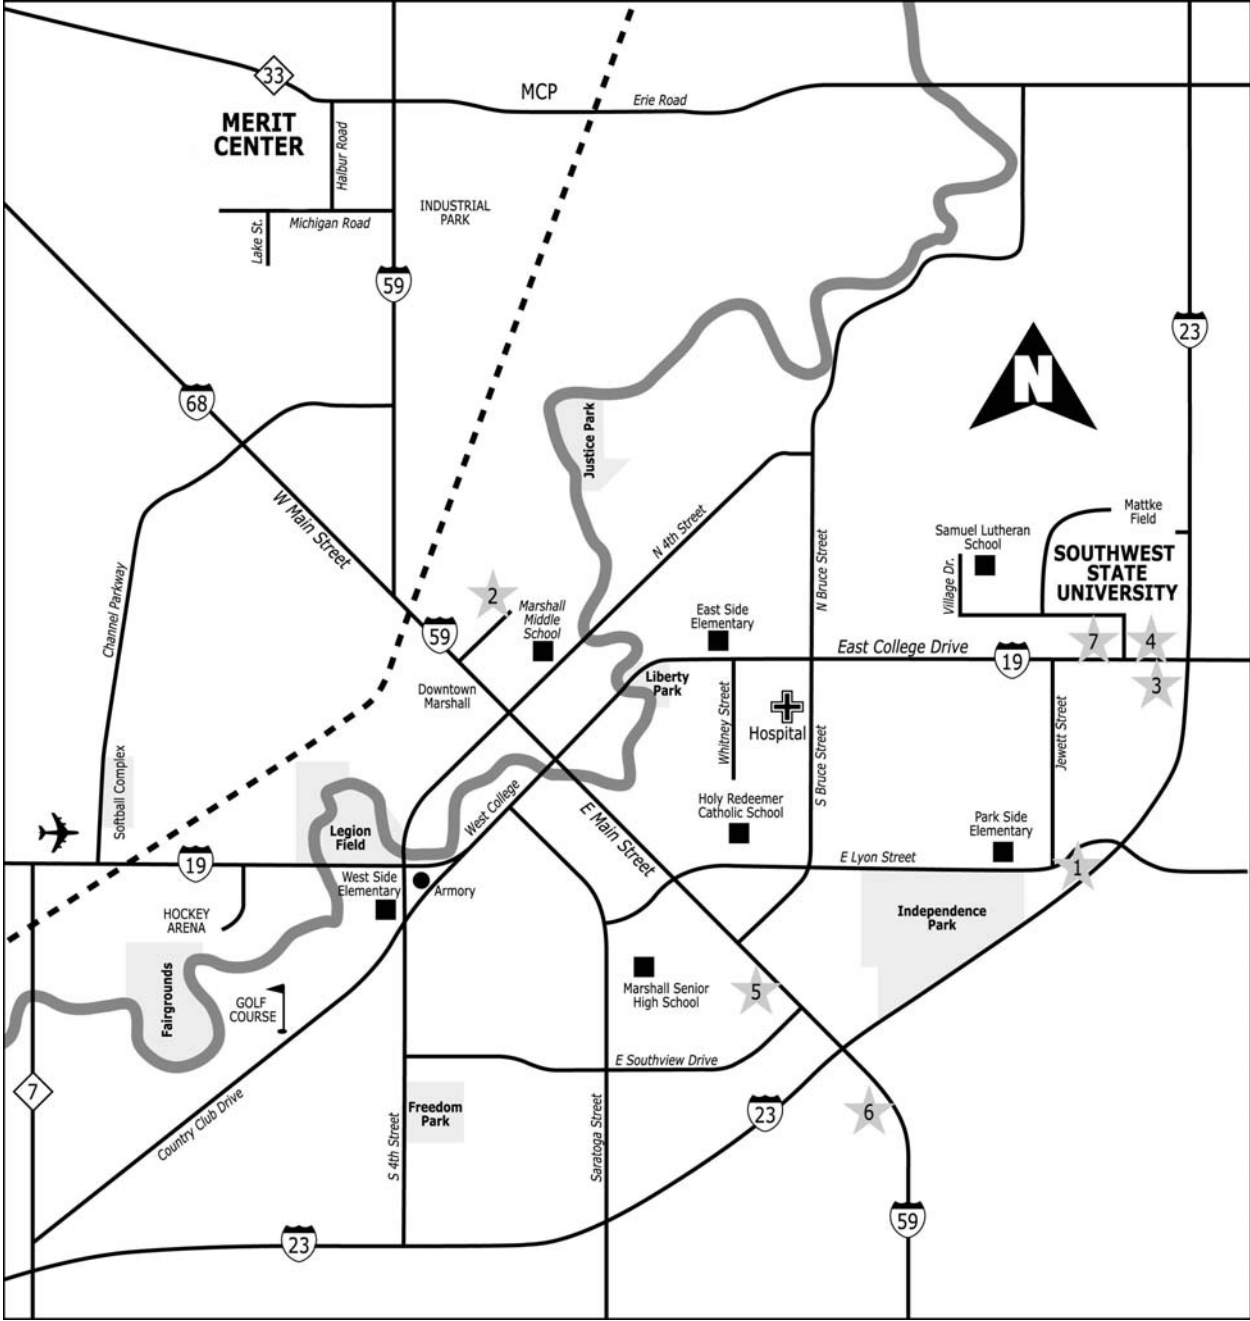 33
MCP
Erie Road
MERIT
CENTER
Halbur Road
INDUSTRIAL
PARK
Michigan Road
Lake St.
59
23
N
68
Justice Park
W Main Street
N 4th Street
Mattke
Field
Samuel Lutheran
School
SOUTHWEST
STATE
UNIVERSITY
N Bruce Street
Village Dr.
Channel Parkway
2
Marshall
Middle
School
East Side
Elementary
59
7
4
East College Drive
19
Liberty
Park
3
Downtown
Marshall
Whitney Street
Hospital
Jewett Street
S Bruce Street
Softball Complex
West College
E Main Street
Holy Redeemer
Catholic School
Park Side
Elementary
Legion
Field
19
E Lyon Street
1
West Side
Elementary
Armory
HOCKEY
ARENA
Independence
Park
Fairgrounds
GOLF
COURSE
Marshall Senior
High School
5
E Southview Drive
7
Country Club Drive
Freedom
Park
S 4th Street
Saratoga Street
23
6
59
23